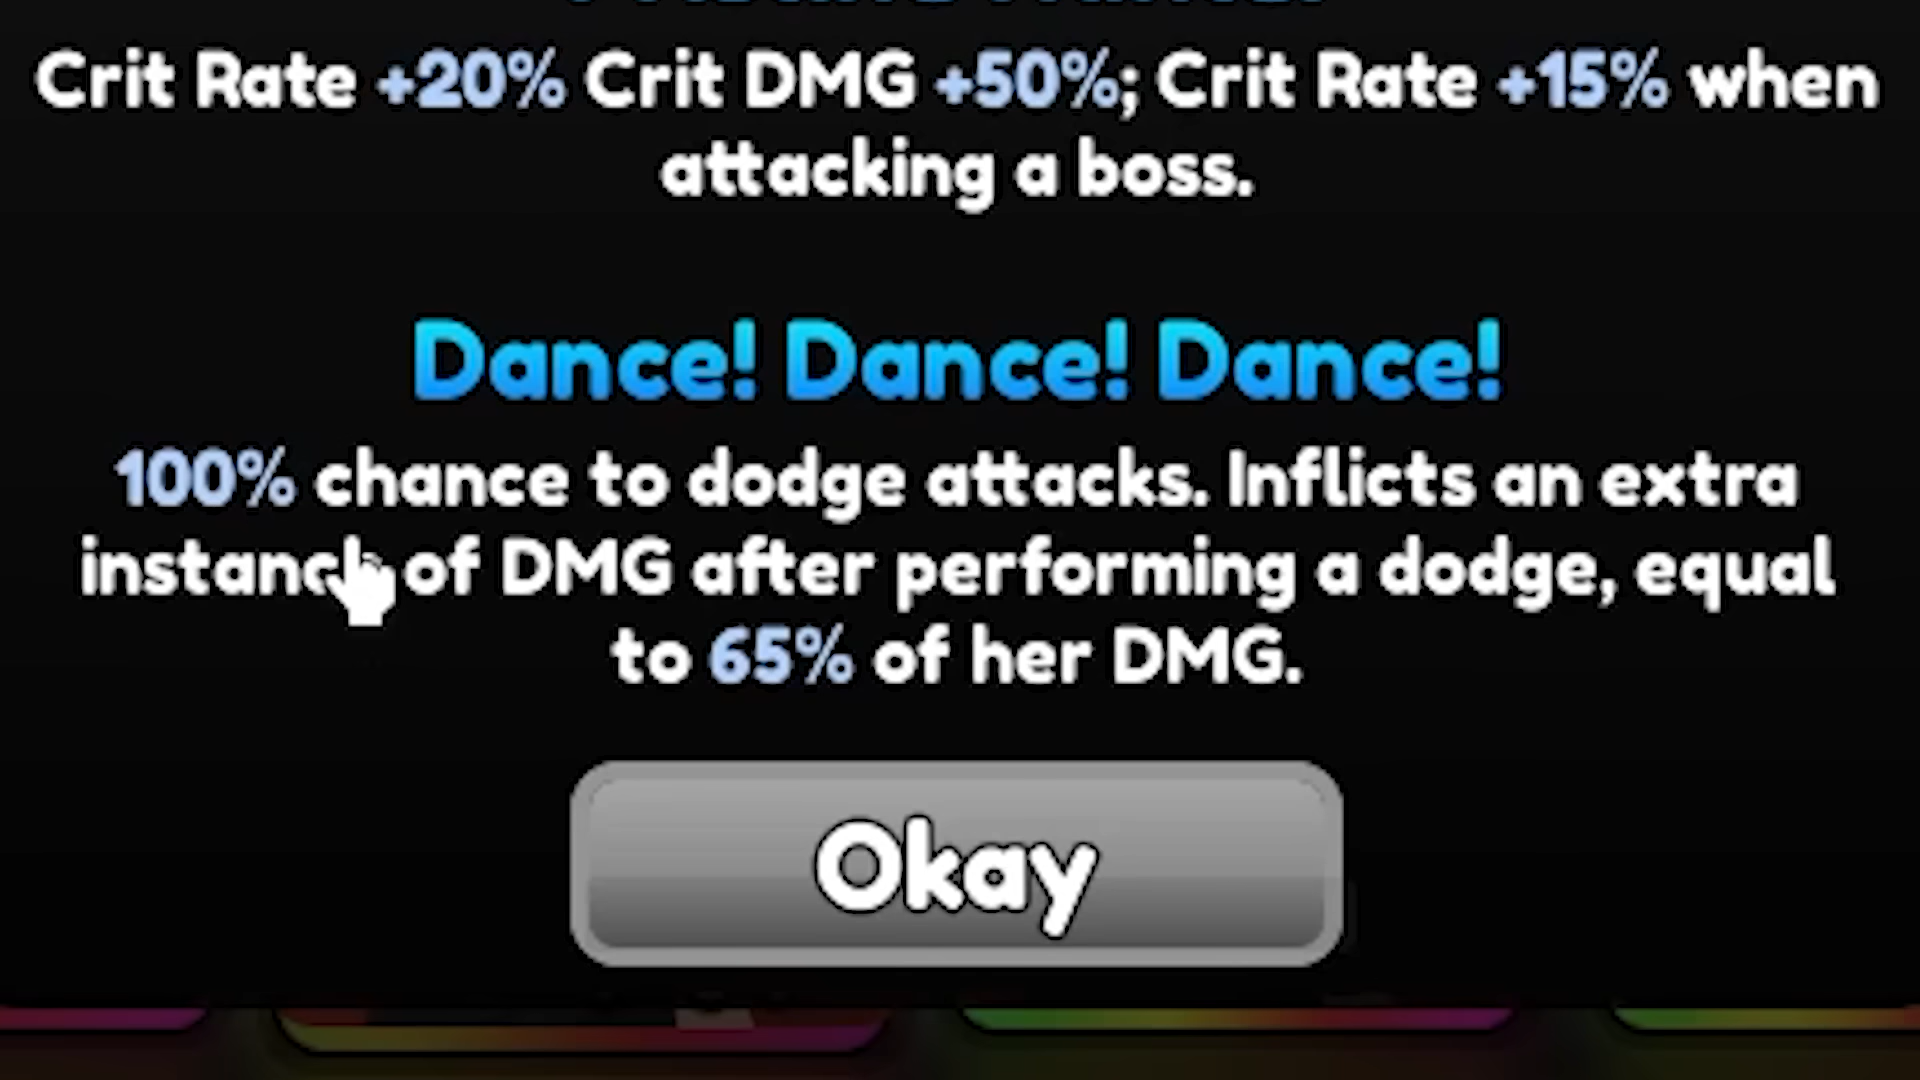 Crit Rate +20% Crit DMG +50%; Crit Rate +15% when
attacking a boss.
Dance! Dance! Dance!
100% chance to dodge attacks. Inflicts an extra
instance of DMG after performing a dodge, equal
to 65% of her DMG.
Okay